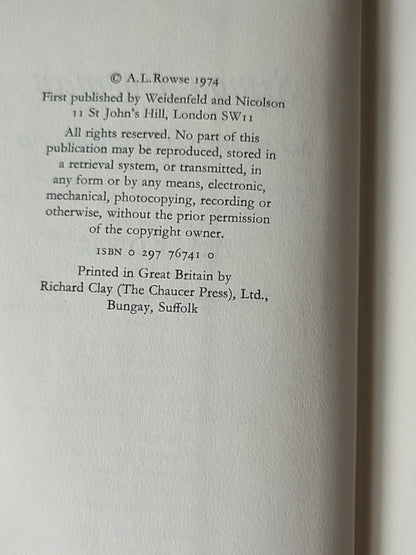 © A.L.Rowse 1974
First published by Weidenfeld and Nicolson
11 St John's Hill, London SW11
All rights reserved. No part of this
publication may be reproduced, stored in
a retrieval system, or transmitted, in
any form or by any means, electronic,
mechanical, photocopying, recording or
otherwise, without the prior permission
of the copyright owner.
ISBN 0 297 76741 0
Printed in Great Britain by
Richard Clay (The Chaucer Press), Ltd.,
Bungay, Suffolk